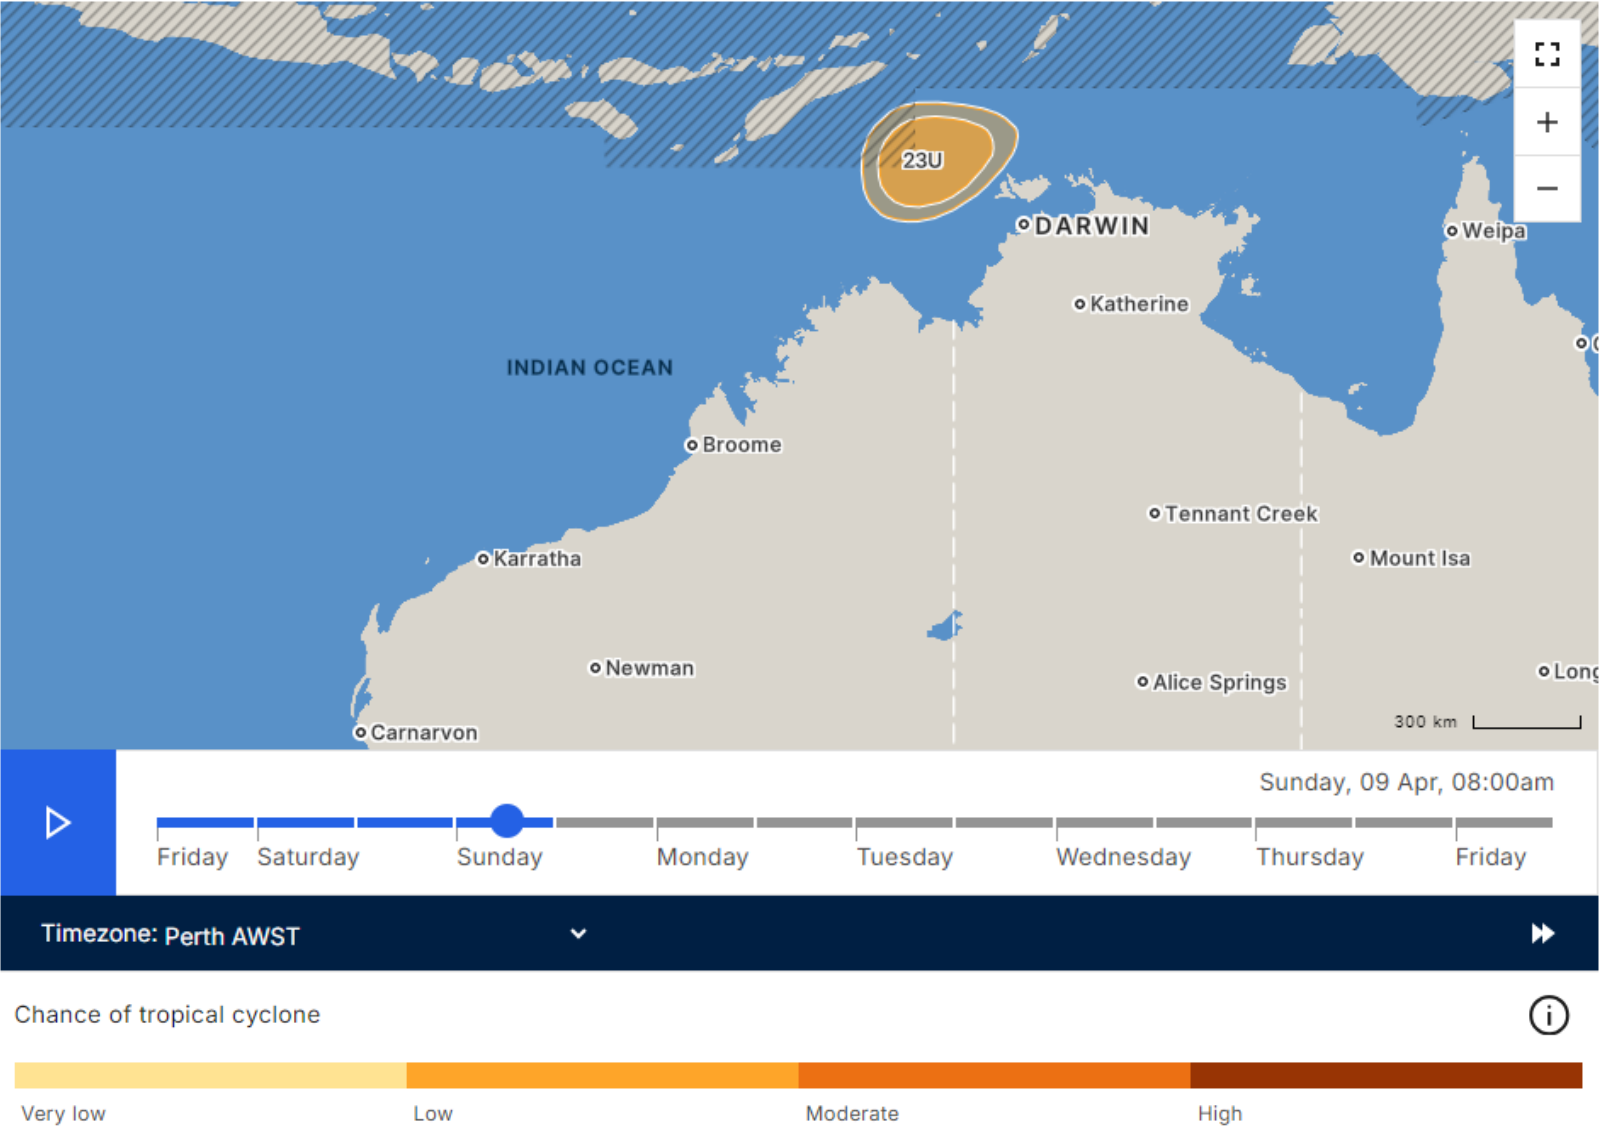 23U
DARWIN
Weipa
Katherine
INDIAN OCEAN
Broome
Tennant Creek
Karratha
Mount Isa
Newman
Alice Springs
Long
300 km
Carnarvon
Sunday, 09 Apr, 08:00am
Friday Saturday Sunday Monday Tuesday Wednesday Thursday Friday
Timezone: Perth AWST
Chance of tropical cyclone
Very low Low Moderate High